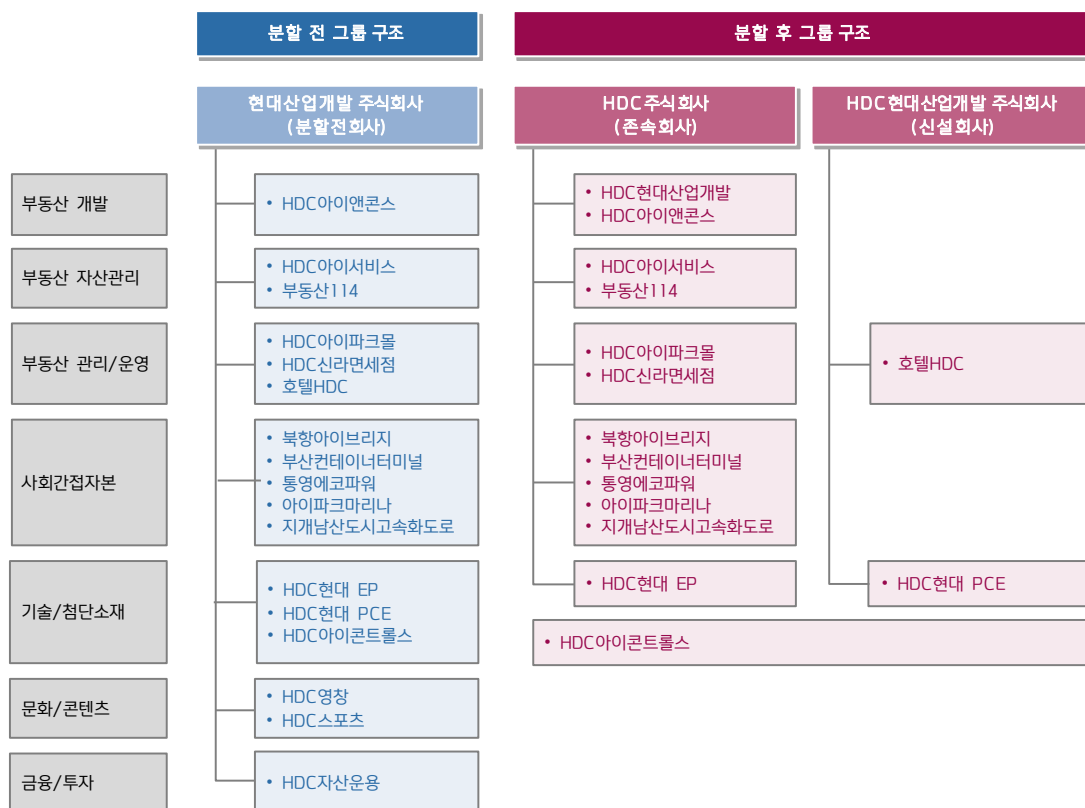 분할 전 그룹 구조
분할 후 그룹 구조
현대산업개발 주식회사
(분할전회사)
HDC주식회사
(존속회사)
HDC현대산업개발 주식회사
(신설회사)
부동산 개발
• HDC아이앤콘스
• HDC현대산업개발
• HDC아이앤콘스
부동산 자산관리
• HDC아이서비스
• 부동산114
• HDC아이서비스
• 부동산114
부동산 관리/운영
• HDC아이파크몰
• HDC신라면세점
• 호텔HDC
• HDC아이파크몰
• HDC신라면세점
• 호텔HDC
사회간접자본
• 북항아이브리지
• 부산컨테이너터미널
• 통영에코파워
• 아이파크마리나
• 지개남산도시고속화도로
• 북항아이브리지
• 부산컨테이너터미널
• 통영에코파워
• 아이파크마리나
• 지개남산도시고속화도로
기술/첨단소재
• HDC현대 EP
• HDC현대 PCE
• HDC아이콘트롤스
• HDC현대 EP
• HDC현대 PCE
• HDC아이콘트롤스
문화/콘텐츠
• HDC영창
• HDC스포츠
금융/투자
• HDC자산운용